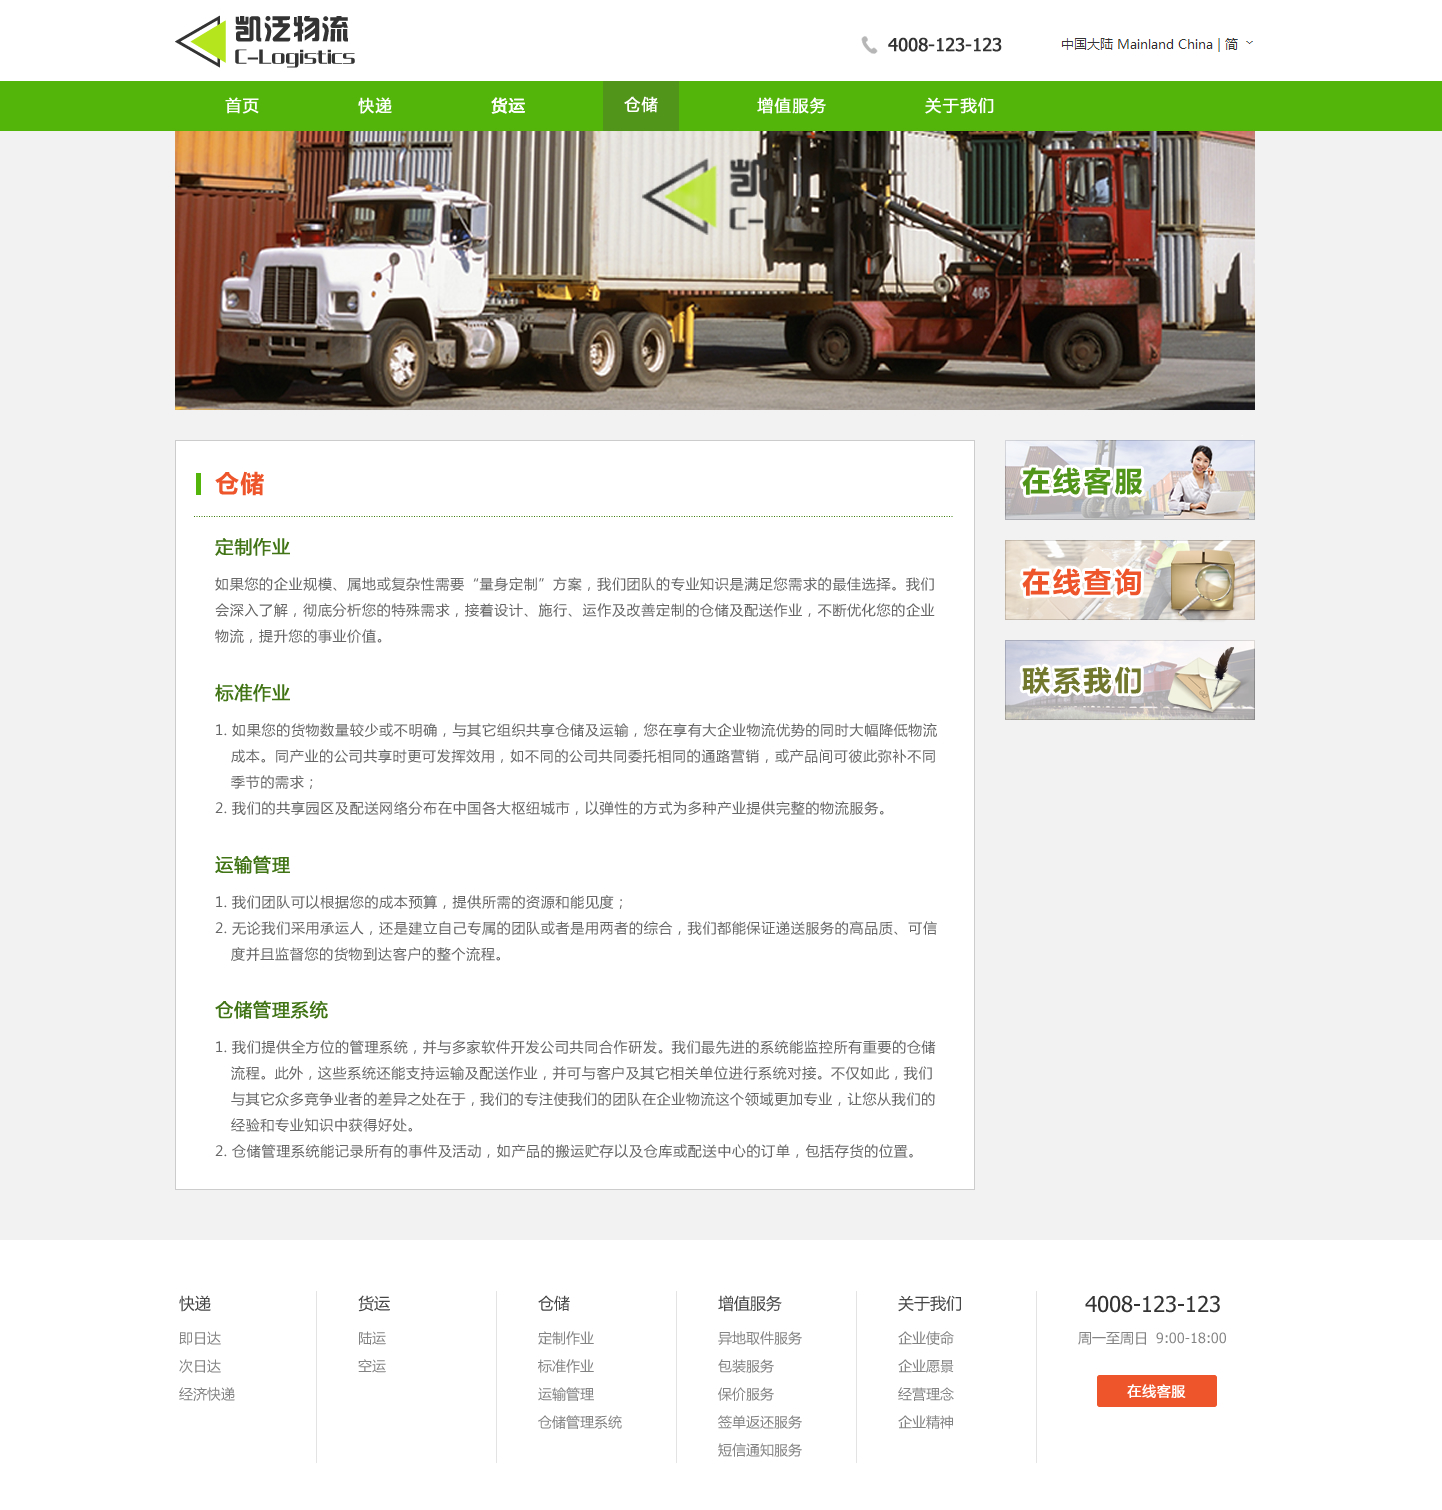 凯泛物流
C-Logistics
4008-123-123
中国大陆 Mainland China | 简
首页 快递 货运 仓储 增值服务 关于我们
凯
C-
405
仓储
定制作业
如果您的企业规模、属地或复杂性需要“量身定制”方案，我们团队的专业知识是满足您需求的最佳选择。我们
会深入了解，彻底分析您的特殊需求，接着设计、施行、运作及改善定制的仓储及配送作业，不断优化您的企业
物流，提升您的事业价值。
标准作业
1. 如果您的货物数量较少或不明确，与其它组织共享仓储及运输，您在享有大企业物流优势的同时大幅降低物流
成本。同产业的公司共享时更可发挥效用，如不同的公司共同委托相同的通路营销，或产品间可彼此弥补不同
季节的需求；
2. 我们的共享园区及配送网络分布在中国各大枢纽城市，以弹性的方式为多种产业提供完整的物流服务。
运输管理
1. 我们团队可以根据您的成本预算，提供所需的资源和能见度；
2. 无论我们采用承运人，还是建立自己专属的团队或者是用两者的综合，我们都能保证递送服务的高品质、可信
度并且监督您的货物到达客户的整个流程。
仓储管理系统
1. 我们提供全方位的管理系统，并与多家软件开发公司共同合作研发。我们最先进的系统能监控所有重要的仓储
流程。此外，这些系统还能支持运输及配送作业，并可与客户及其它相关单位进行系统对接。不仅如此，我们
与其它众多竞争业者的差异之处在于，我们的专注使我们的团队在企业物流这个领域更加专业，让您从我们的
经验和专业知识中获得好处。
2. 仓储管理系统能记录所有的事件及活动，如产品的搬运贮存以及仓库或配送中心的订单，包括存货的位置。
在线客服
在线查询
联系我们
快递
即日达
次日达
经济快递
货运
陆运
空运
仓储
定制作业
标准作业
运输管理
仓储管理系统
增值服务
异地取件服务
包装服务
保价服务
签单返还服务
短信通知服务
关于我们
企业使命
企业愿景
经营理念
企业精神
4008-123-123
周一至周日 9:00-18:00
在线客服